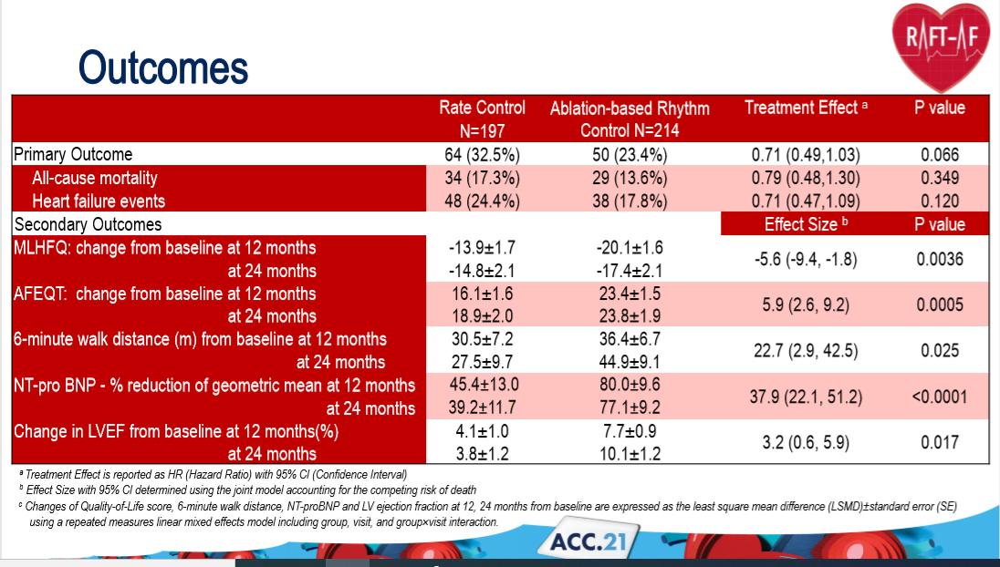 RAFT-AF
Outcomes
Rate Control N=197 Ablation-based Rhythm Control N=214 Treatment Effect a P value
Primary Outcome 64 (32.5%) 50 (23.4%) 0.71 (0.49,1.03) 0.066
All-cause mortality 34 (17.3%) 29 (13.6%) 0.79 (0.48,1.30) 0.349
Heart failure events 48 (24.4%) 38 (17.8%) 0.71 (0.47,1.09) 0.120
Secondary Outcomes Effect Size b P value
MLHFQ: change from baseline at 12 months -13.9±1.7 -20.1±1.6 -5.6 (-9.4, -1.8) 0.0036
at 24 months -14.8±2.1 -17.4±2.1
AFEQT: change from baseline at 12 months 16.1±1.6 23.4±1.5 5.9 (2.6, 9.2) 0.0005
at 24 months 18.9±2.0 23.8±1.9
6-minute walk distance (m) from baseline at 12 months 30.5±7.2 36.4±6.7 22.7 (2.9, 42.5) 0.025
at 24 months 27.5±9.7 44.9±9.1
NT-pro BNP - % reduction of geometric mean at 12 months 45.4±13.0 80.0±9.6 37.9 (22.1, 51.2) <0.0001
at 24 months 39.2±11.7 77.1±9.2
Change in LVEF from baseline at 12 months(%) 4.1±1.0 7.7±0.9 3.2 (0.6, 5.9) 0.017
at 24 months 3.8±1.2 10.1±1.2
a Treatment Effect is reported as HR (Hazard Ratio) with 95% CI (Confidence Interval)
b Effect Size with 95% CI determined using the joint model accounting for the competing risk of death
c Changes of Quality-of-Life score, 6-minute walk distance, NT-proBNP and LV ejection fraction at 12, 24 months from baseline are expressed as the least square mean difference (LSMD)±standard error (SE)
using a repeated measures linear mixed effects model including group, visit, and group×visit interaction.
ACC.21